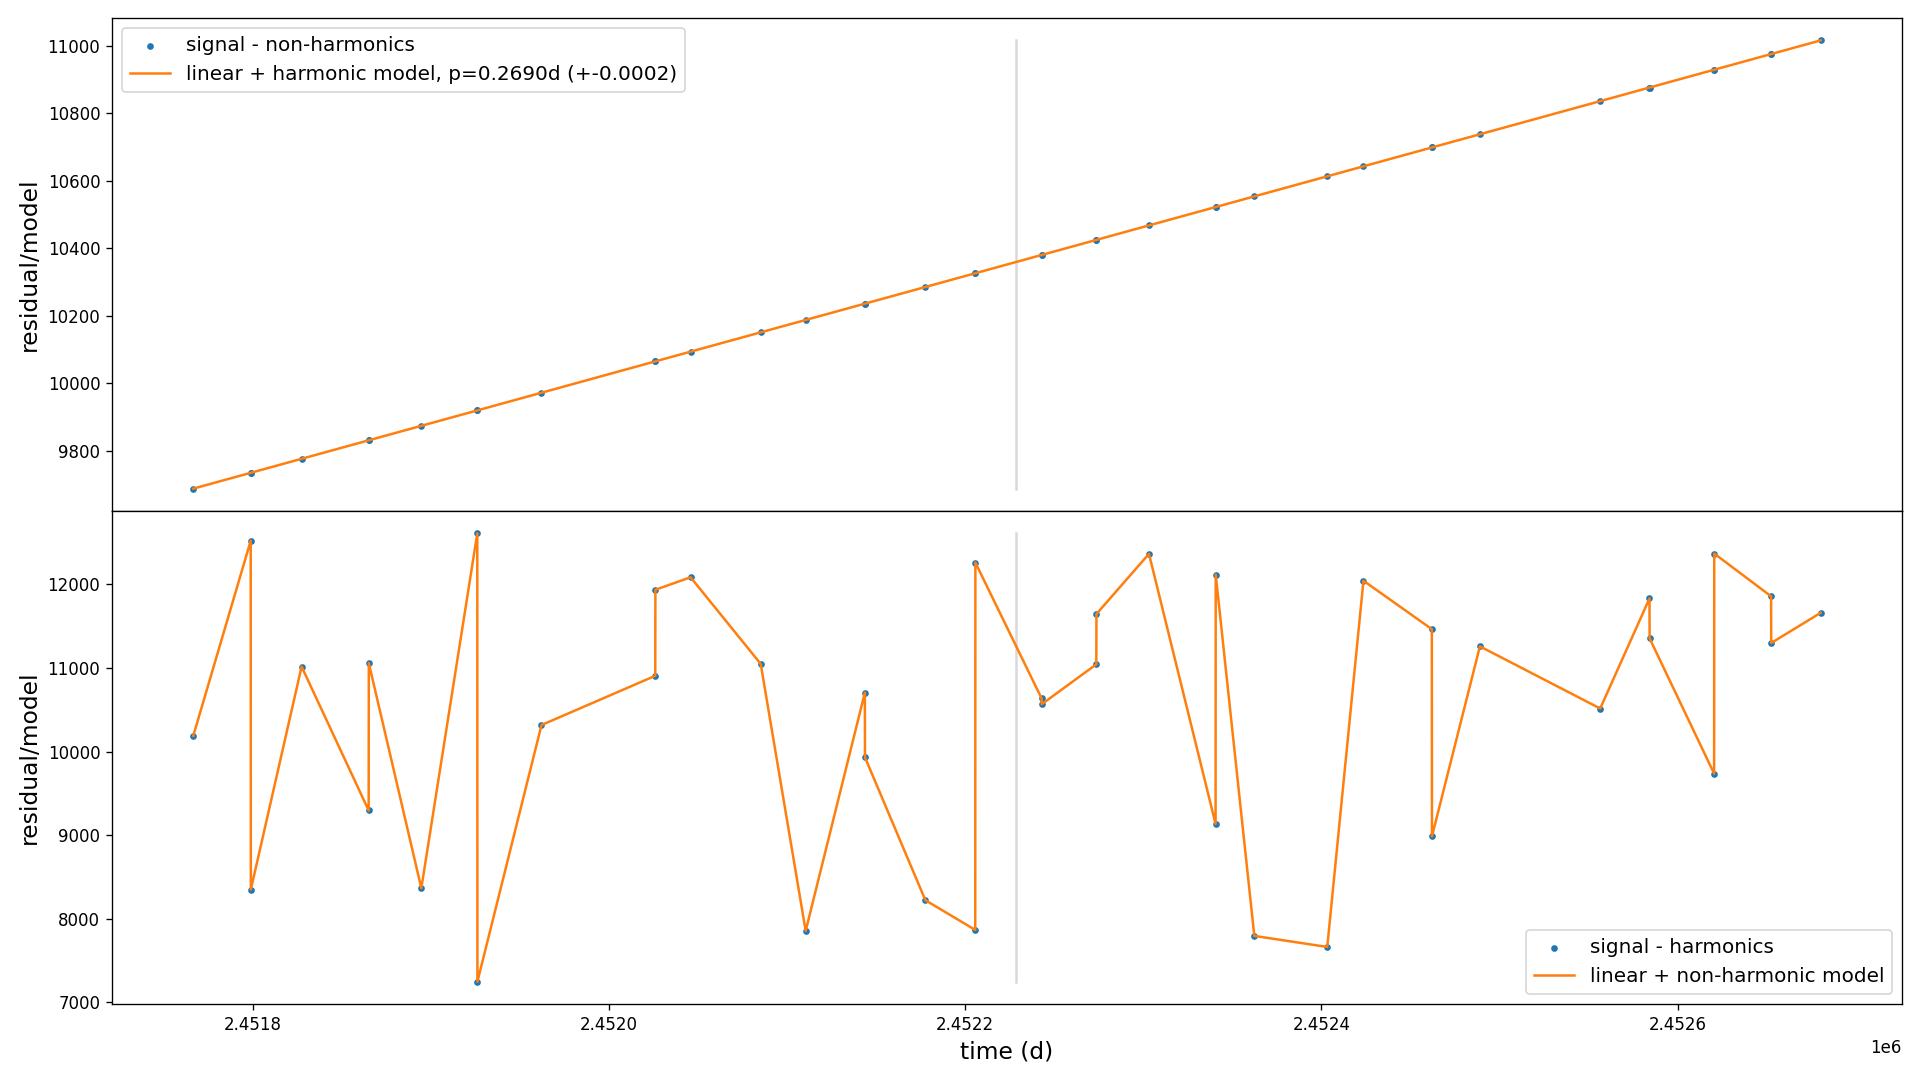 signal - non-harmonics
linear + harmonic model, p=0.2690d (+-0.0002)
11000
10800
10600
10400
10200
10000
9800
residual/model
12000
11000
10000
9000
8000
7000
residual/model
signal - harmonics
linear + non-harmonic model
2.4518
2.4520
2.4522
2.4524
2.4526
1e6
time (d)